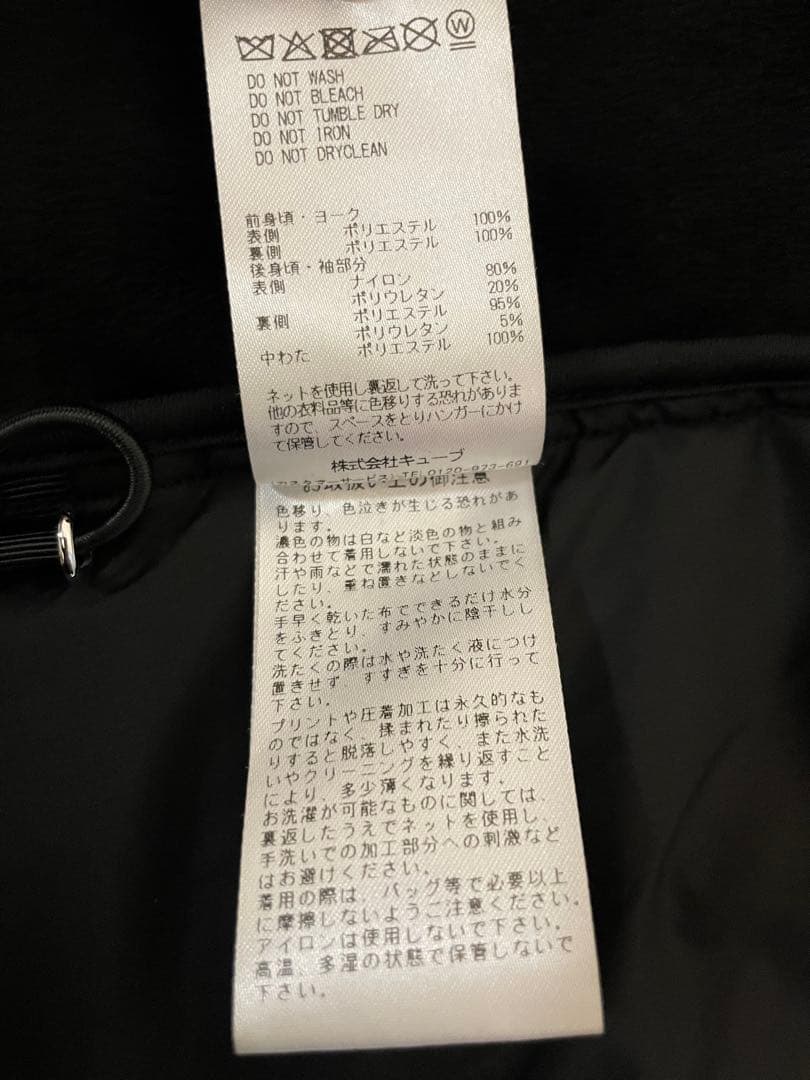 W
DO NOT WASH
DO NOT BLEACH
DO NOT TUMBLE DRY
DO NOT IRON
DO NOT DRYCLEAN
前身頃・ヨーク
表側 ポリエステル 100%
裏側 ポリエステル 100%
後身頃・袖部分
表側 ナイロン 80%
ポリウレタン 20%
裏側 ポリエステル 95%
ポリウレタン 5%
中わた ポリエステル 100%
ネットを使用し裏返して洗って下さい。
他の衣料品等に色移りする恐れがありま
すので、スペースをとりハンガーにかけ
て保管してください。
株式会社キューブ
(カスタマーサービス) TEL0120-973-691
お取扱い上の御注意
色移り、色泣きが生じる恐れがあ
ります。
濃色の物は白など淡色の物と組み
合わせて着用しないで下さい。
汗や雨などで濡れた状態のままに
したり、重ね置きなどしないでく
ださい。
手早く乾いた布でできるだけ水分
をふきとり、すみやかに陰干しし
てください。
洗たくの際は水や洗たく液につけ
置きせず、すすぎを十分に行って
下さい。
プリントや圧着加工は永久的なも
のではなく、揉まれたり擦られた
りすると脱落しやすく、また水洗
いやクリーニングを繰り返すこと
により、多少薄くなります。
お洗濯が可能なものに関しては、
裏返したうえでネットを使用し、
手洗いでの加工部分への刺激など
はお避けください。
着用の際は、バッグ等で必要以上
に摩擦しないようご注意ください。
アイロンは使用しないで下さい。
高温、多湿の状態で保管しないで
下さい。